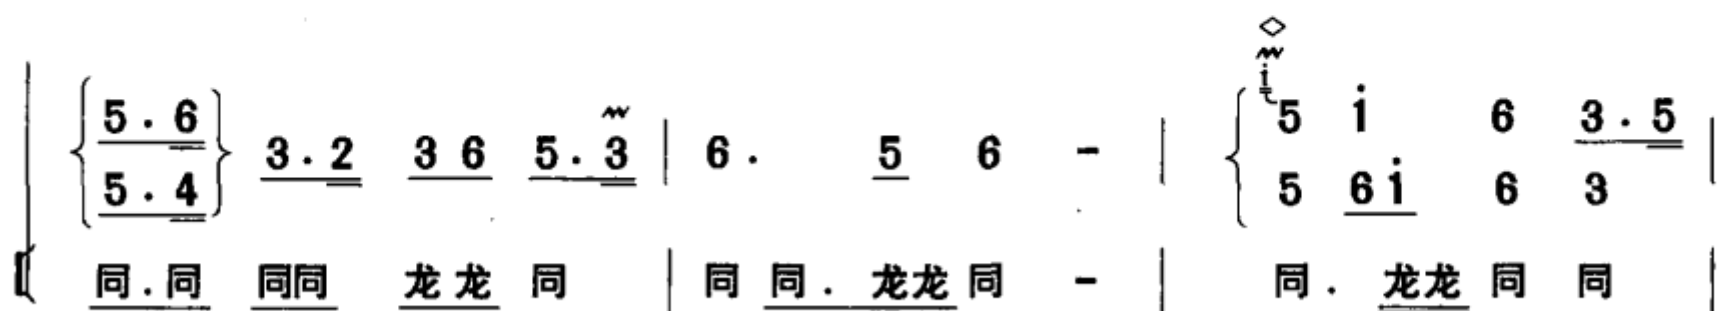 i
5 i 6 3 . 5
5 . 6
3 . 2 3 6 5 . 3 | 6 . 5 6 - |
5 . 4
5 6 i 6 3
同 . 同 同同 龙龙 同 | 同 同 . 龙龙 同 - | 同 . 龙龙 同 同 |